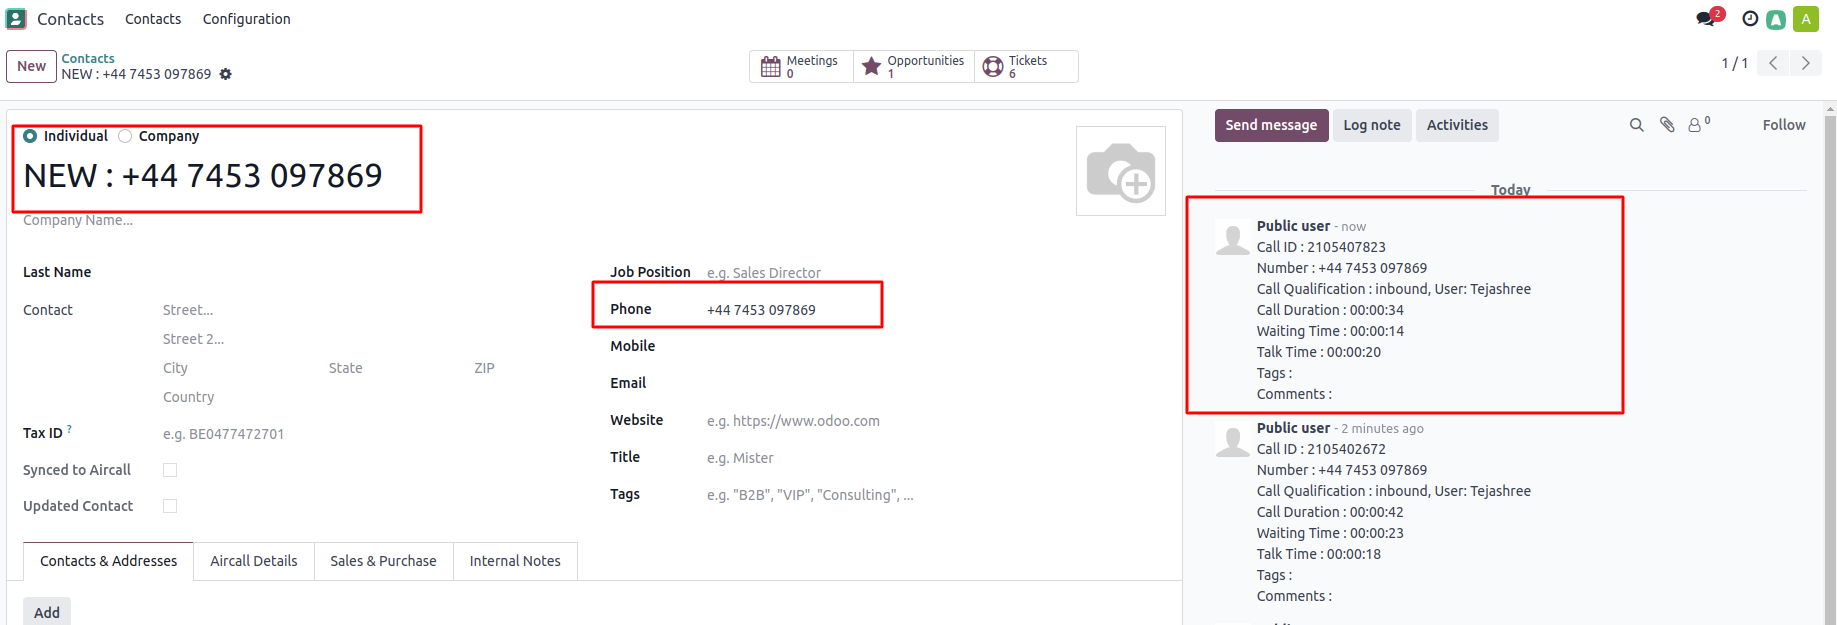 Contacts Contacts Configuration 2 A
New Contacts
NEW : +44 7453 097869
Meetings 0
Opportunities 1
Tickets 6
1 / 1
Individual Company
NEW : +44 7453 097869
Company Name...
Last Name
Contact Street...
Street 2...
City State ZIP
Country
Tax ID ? e.g. BE0477472701
Synced to Aircall
Updated Contact
Job Position e.g. Sales Director
Phone +44 7453 097869
Mobile
Email
Website e.g. https://www.odoo.com
Title e.g. Mister
Tags e.g. "B2B", "VIP", "Consulting", ...
Contacts & Addresses Aircall Details Sales & Purchase Internal Notes
Add
Send message Log note Activities 0 Follow
Today
Public user - now
Call ID : 2105407823
Number : +44 7453 097869
Call Qualification : inbound, User: Tejashree
Call Duration : 00:00:34
Waiting Time : 00:00:14
Talk Time : 00:00:20
Tags :
Comments :
Public user - 2 minutes ago
Call ID : 2105402672
Number : +44 7453 097869
Call Qualification : inbound, User: Tejashree
Call Duration : 00:00:42
Waiting Time : 00:00:23
Talk Time : 00:00:18
Tags :
Comments :